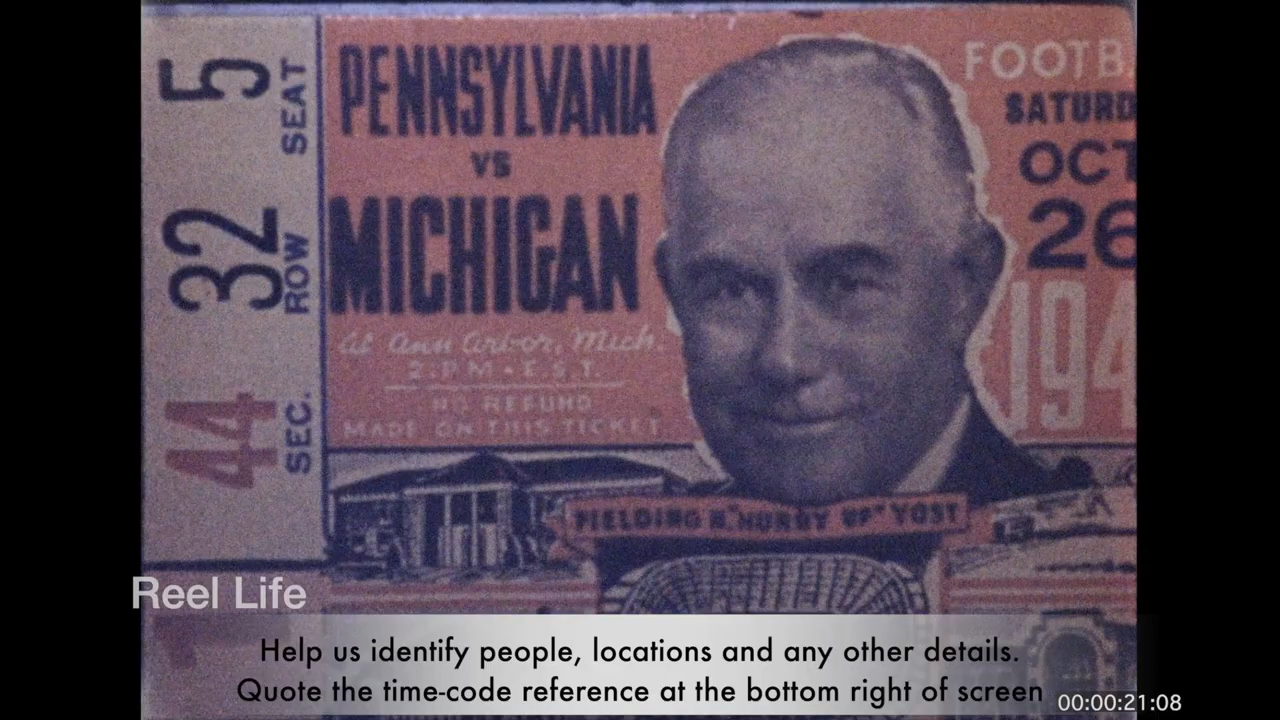 5
SEAT
32
ROW
44
SEC.
PENNSYLVANIA
VS
MICHIGAN
At Ann Arbor, Mich.
2 P M • E.S.T.
NO REFUND
MADE ON THIS TICKET
FOOTB
SATURD
OCT
26
194
FIELDING H. "HURRY UP" YOST
Reel Life
Help us identify people, locations and any other details.
Quote the time-code reference at the bottom right of screen
00:00:21:08